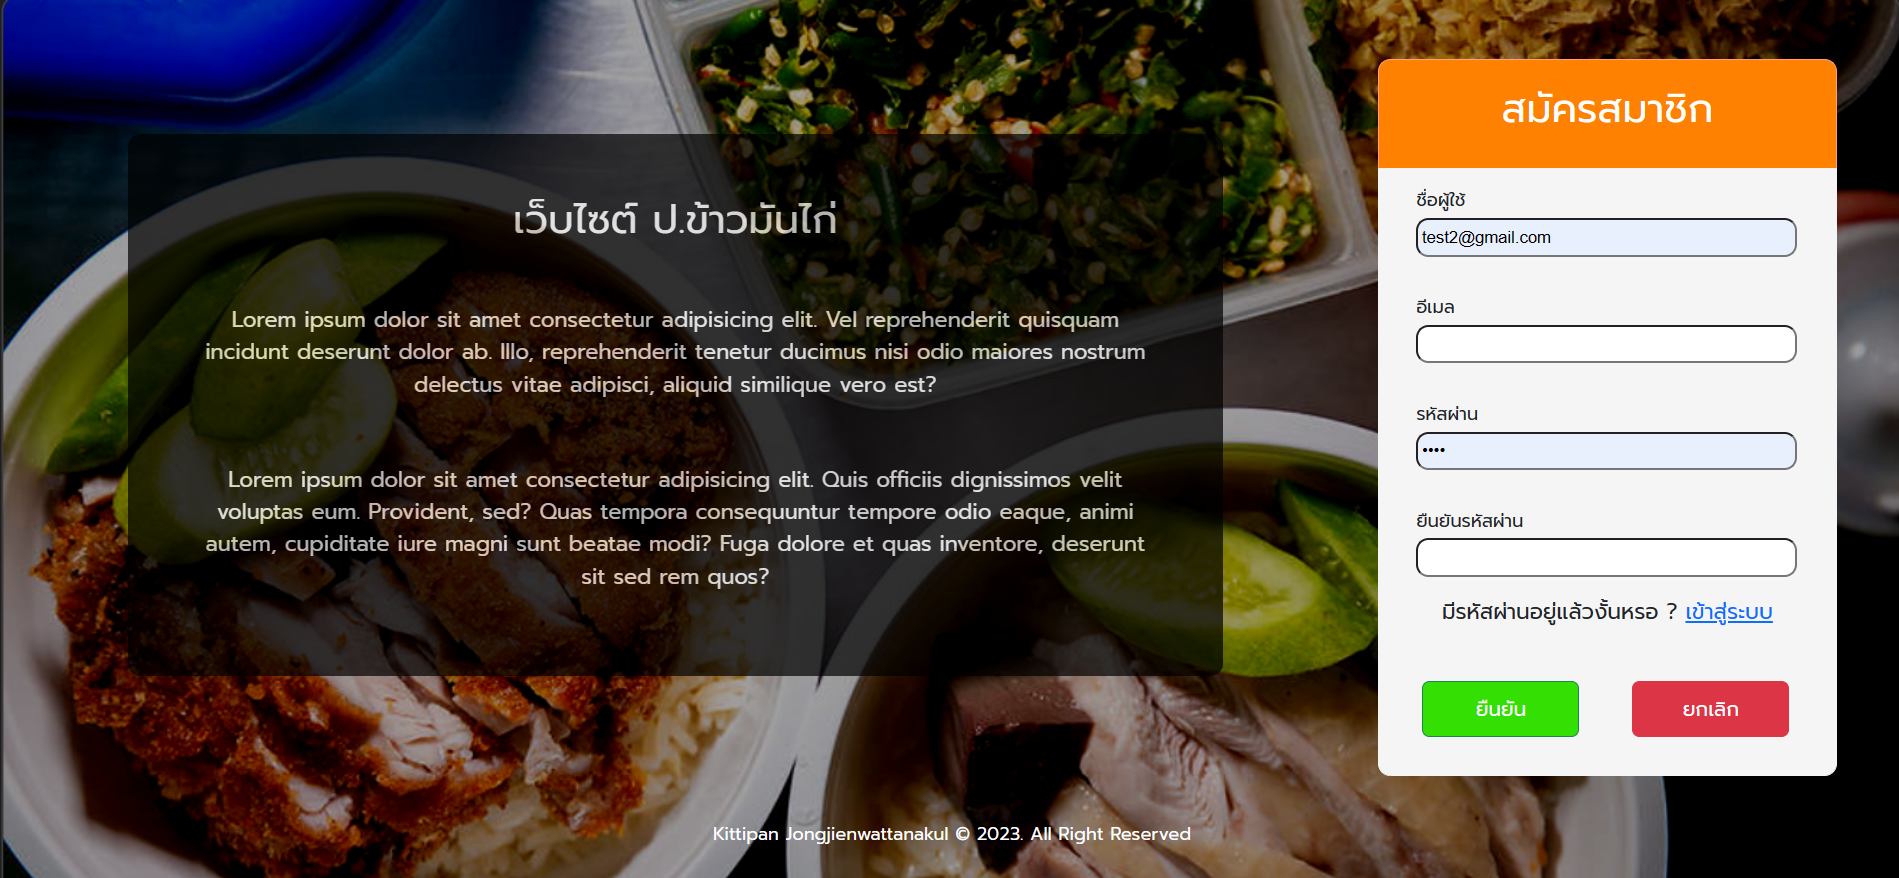 สมัครสมาชิก
เว็บไซต์ ป.ข้าวมันไก่
Lorem ipsum dolor sit amet consectetur adipisicing elit. Vel reprehenderit quisquam
incidunt deserunt dolor ab. Illo, reprehenderit tenetur ducimus nisi odio maiores nostrum
delectus vitae adipisci, aliquid similique vero est?
Lorem ipsum dolor sit amet consectetur adipisicing elit. Quis officiis dignissimos velit
voluptas eum. Provident, sed? Quas tempora consequuntur tempore odio eaque, animi
autem, cupiditate iure magni sunt beatae modi? Fuga dolore et quas inventore, deserunt
sit sed rem quos?
ชื่อผู้ใช้
test2@gmail.com
อีเมล
รหัสผ่าน
••••
ยืนยันรหัสผ่าน
มีรหัสผ่านอยู่แล้วงั้นหรอ ? เข้าสู่ระบบ
ยืนยัน
ยกเลิก
Kittipan Jongjienwattanakul © 2023. All Right Reserved